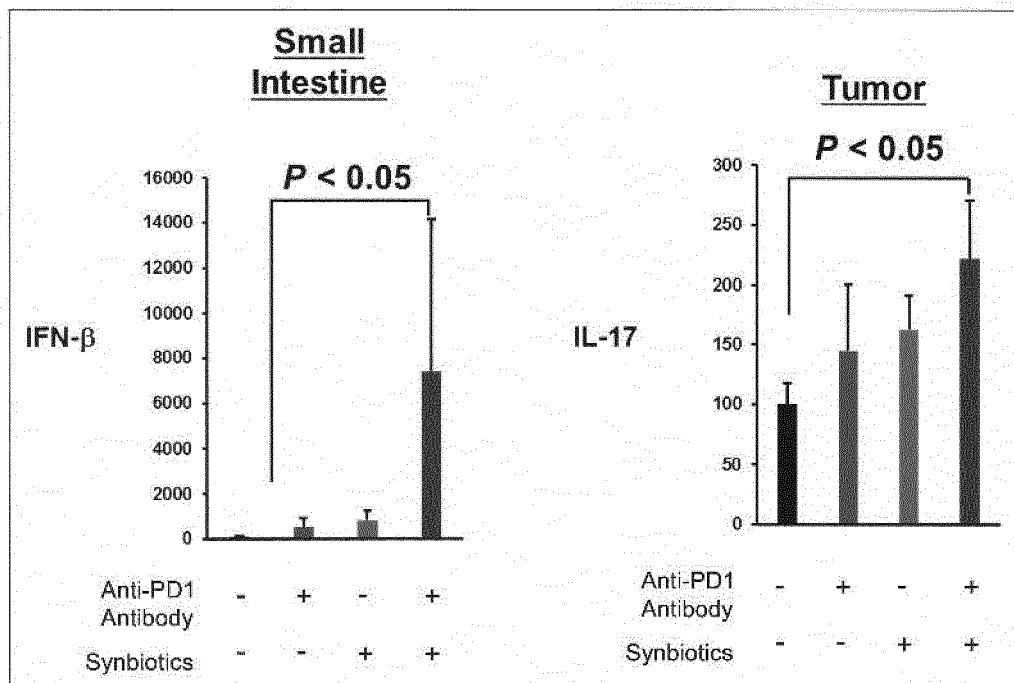 Small
Intestine
P < 0.05
16000
14000
12000
10000
8000
6000
4000
2000
0
IFN-β
Anti-PD1
Antibody
- + - +
Synbiotics
- - + +
Tumor
P < 0.05
300
250
200
150
100
50
0
IL-17
Anti-PD1
Antibody
- + - +
Synbiotics
- - + +